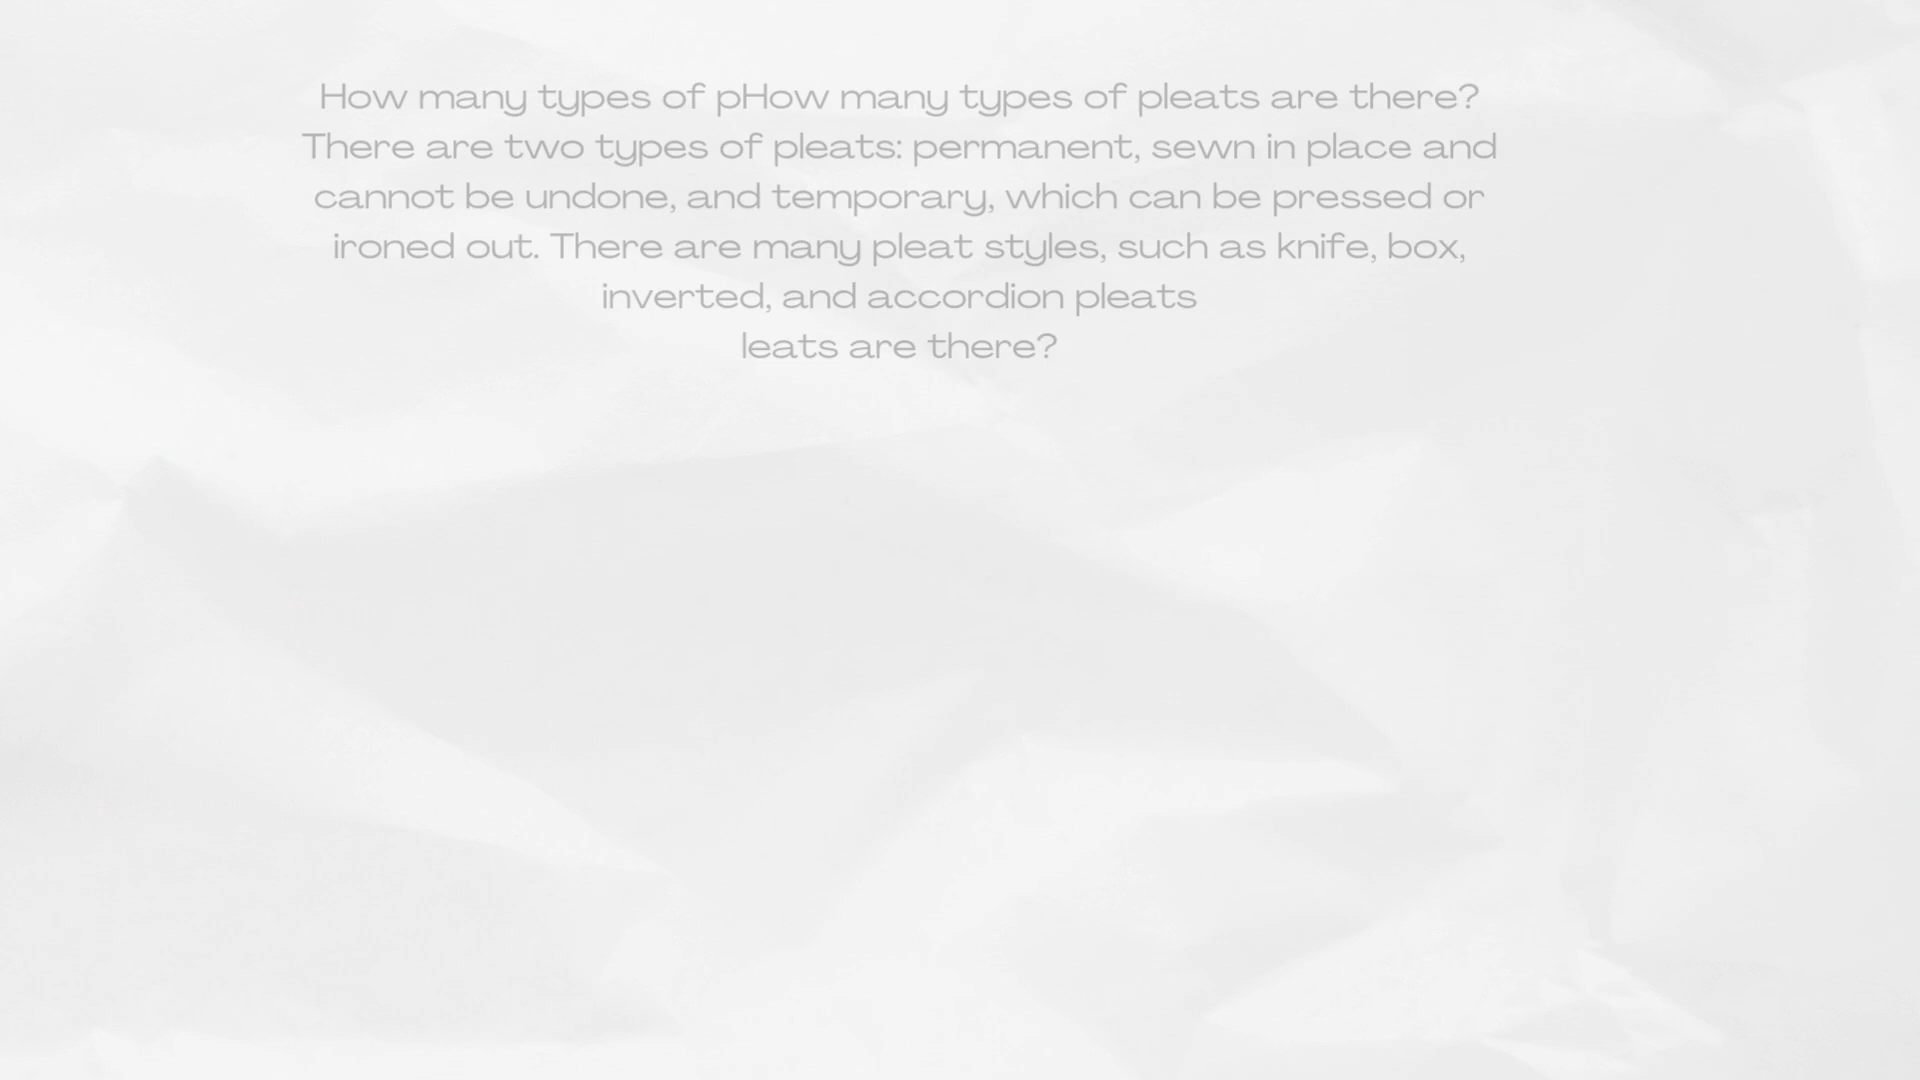 How many types of pHow many types of pleats are there?
There are two types of pleats: permanent, sewn in place and
cannot be undone, and temporary, which can be pressed or
ironed out. There are many pleat styles, such as knife, box,
inverted, and accordion pleats
leats are there?